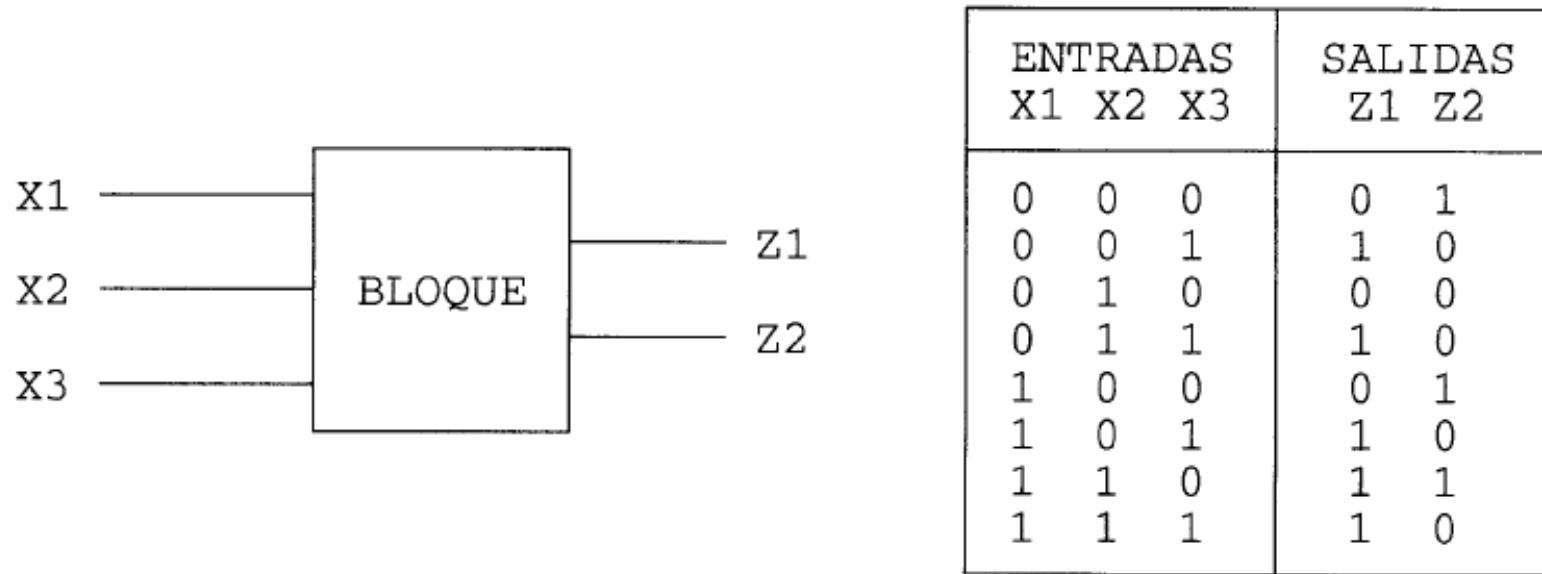 X1
X2
X3
BLOQUE
Z1
Z2
ENTRADAS SALIDAS
X1 X2 X3 Z1 Z2
0 0 0 0 1
0 0 1 1 0
0 1 0 0 0
0 1 1 1 0
1 0 0 0 1
1 0 1 1 0
1 1 0 1 1
1 1 1 1 0